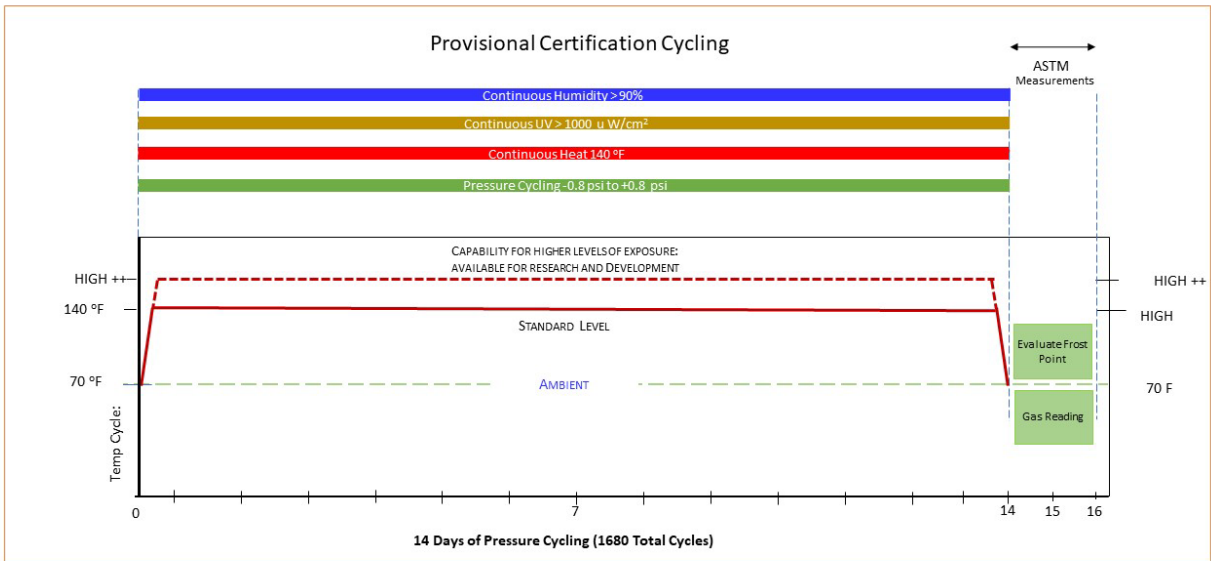 Provisional Certification Cycling
ASTM
Measurements
Continuous Humidity > 90%
Continuous UV > 1000 u W/cm²
Continuous Heat 140 ºF
Pressure Cycling -0.8 psi to +0.8 psi
CAPABILITY FOR HIGHER LEVELS OF EXPOSURE:
AVAILABLE FOR RESEARCH AND DEVELOPMENT
HIGH ++
HIGH ++
140 ºF
HIGH
STANDARD LEVEL
Evaluate Frost
Point
70 ºF
AMBIENT
70 F
Gas Reading
Temp Cycle:
0
7
14
15
16
14 Days of Pressure Cycling (1680 Total Cycles)